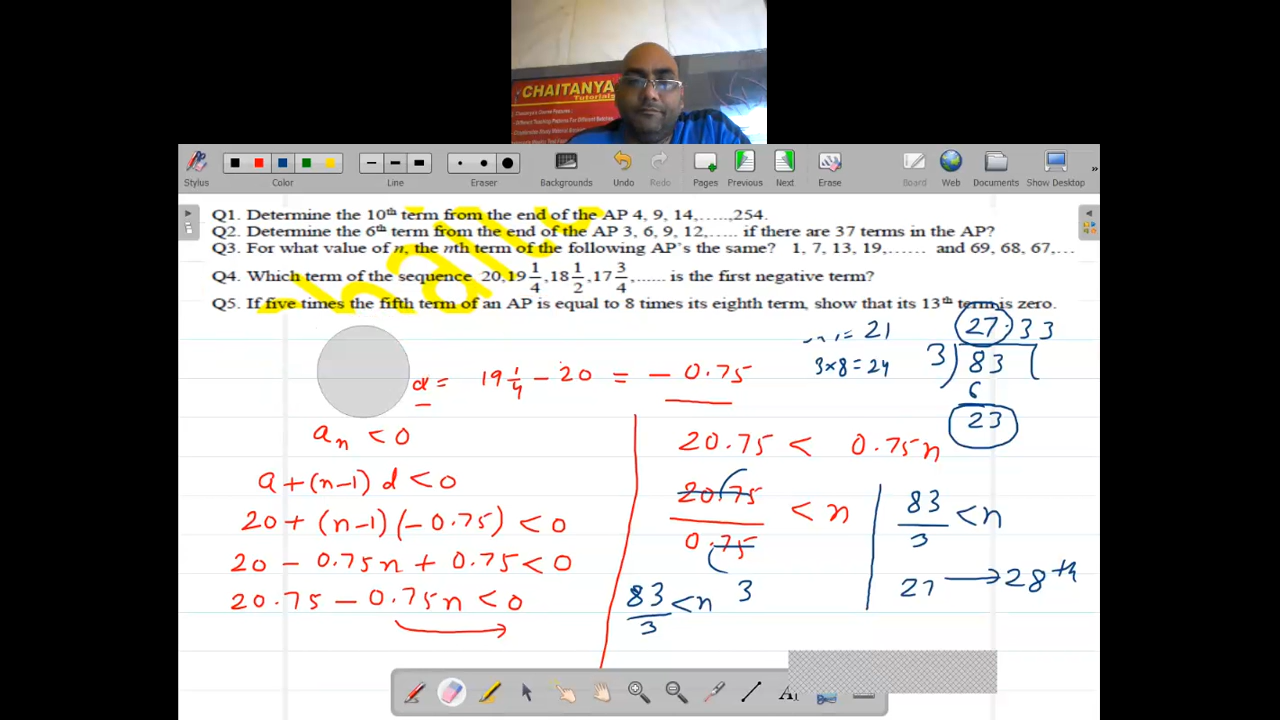 CHAITANYA
Tutorials
Stylus
Color
Line
Eraser
Backgrounds
Undo
Redo
Pages
Previous
Next
Erase
Board
Web
Documents
Show Desktop
»
Q1. Determine the 10th term from the end of the AP 4, 9, 14,…..,254.
Q2. Determine the 6th term from the end of the AP 3, 6, 9, 12,….. if there are 37 terms in the AP?
Q3. For what value of n, the nth term of the following AP's the same? 1, 7, 13, 19,…… and 69, 68, 67,…
Q4. Which term of the sequence 20, 19 1/4, 18 1/2, 17 3/4, ...... is the first negative term?
Q5. If five times the fifth term of an AP is equal to 8 times its eighth term, show that its 13th term is zero.
= 21
3×8 = 24
27.33
3) 83 (
6
23
d = 19 1/4 - 20 = - 0.75
an < 0
a + (n-1) d < 0
20 + (n-1)(-0.75) < 0
20 - 0.75n + 0.75 < 0
20.75 - 0.75n < 0
20.75 < 0.75n
20.75/0.75 < n
3
83/3 < n
83/3 < n
27 → 28th